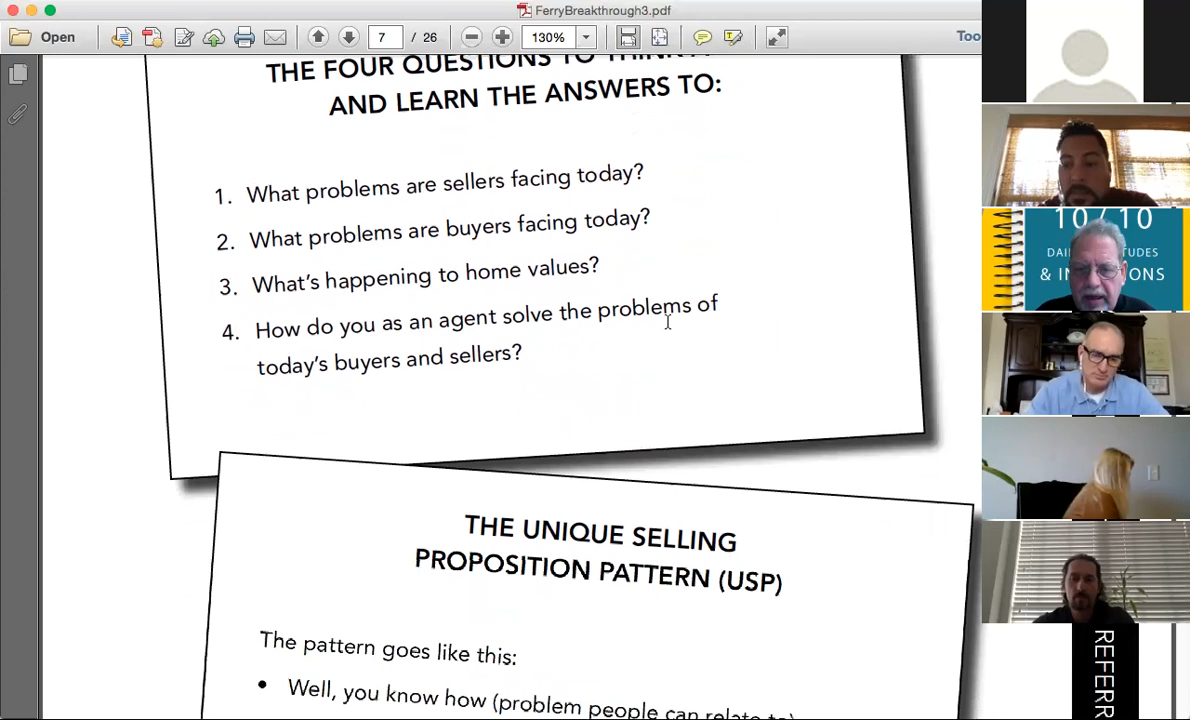 FerryBreakthrough3.pdf
Open
7 / 26
130%
Too
THE FOUR QUESTIONS TO
AND LEARN THE ANSWERS TO:
1. What problems are sellers facing today?
2. What problems are buyers facing today?
3. What's happening to home values?
4. How do you as an agent solve the problems of
today's buyers and sellers?
THE UNIQUE SELLING
PROPOSITION PATTERN (USP)
The pattern goes like this:
• Well, you know how (problem people can relate to)
10/10
DAI
TUDES
& IN
IONS
REFERR